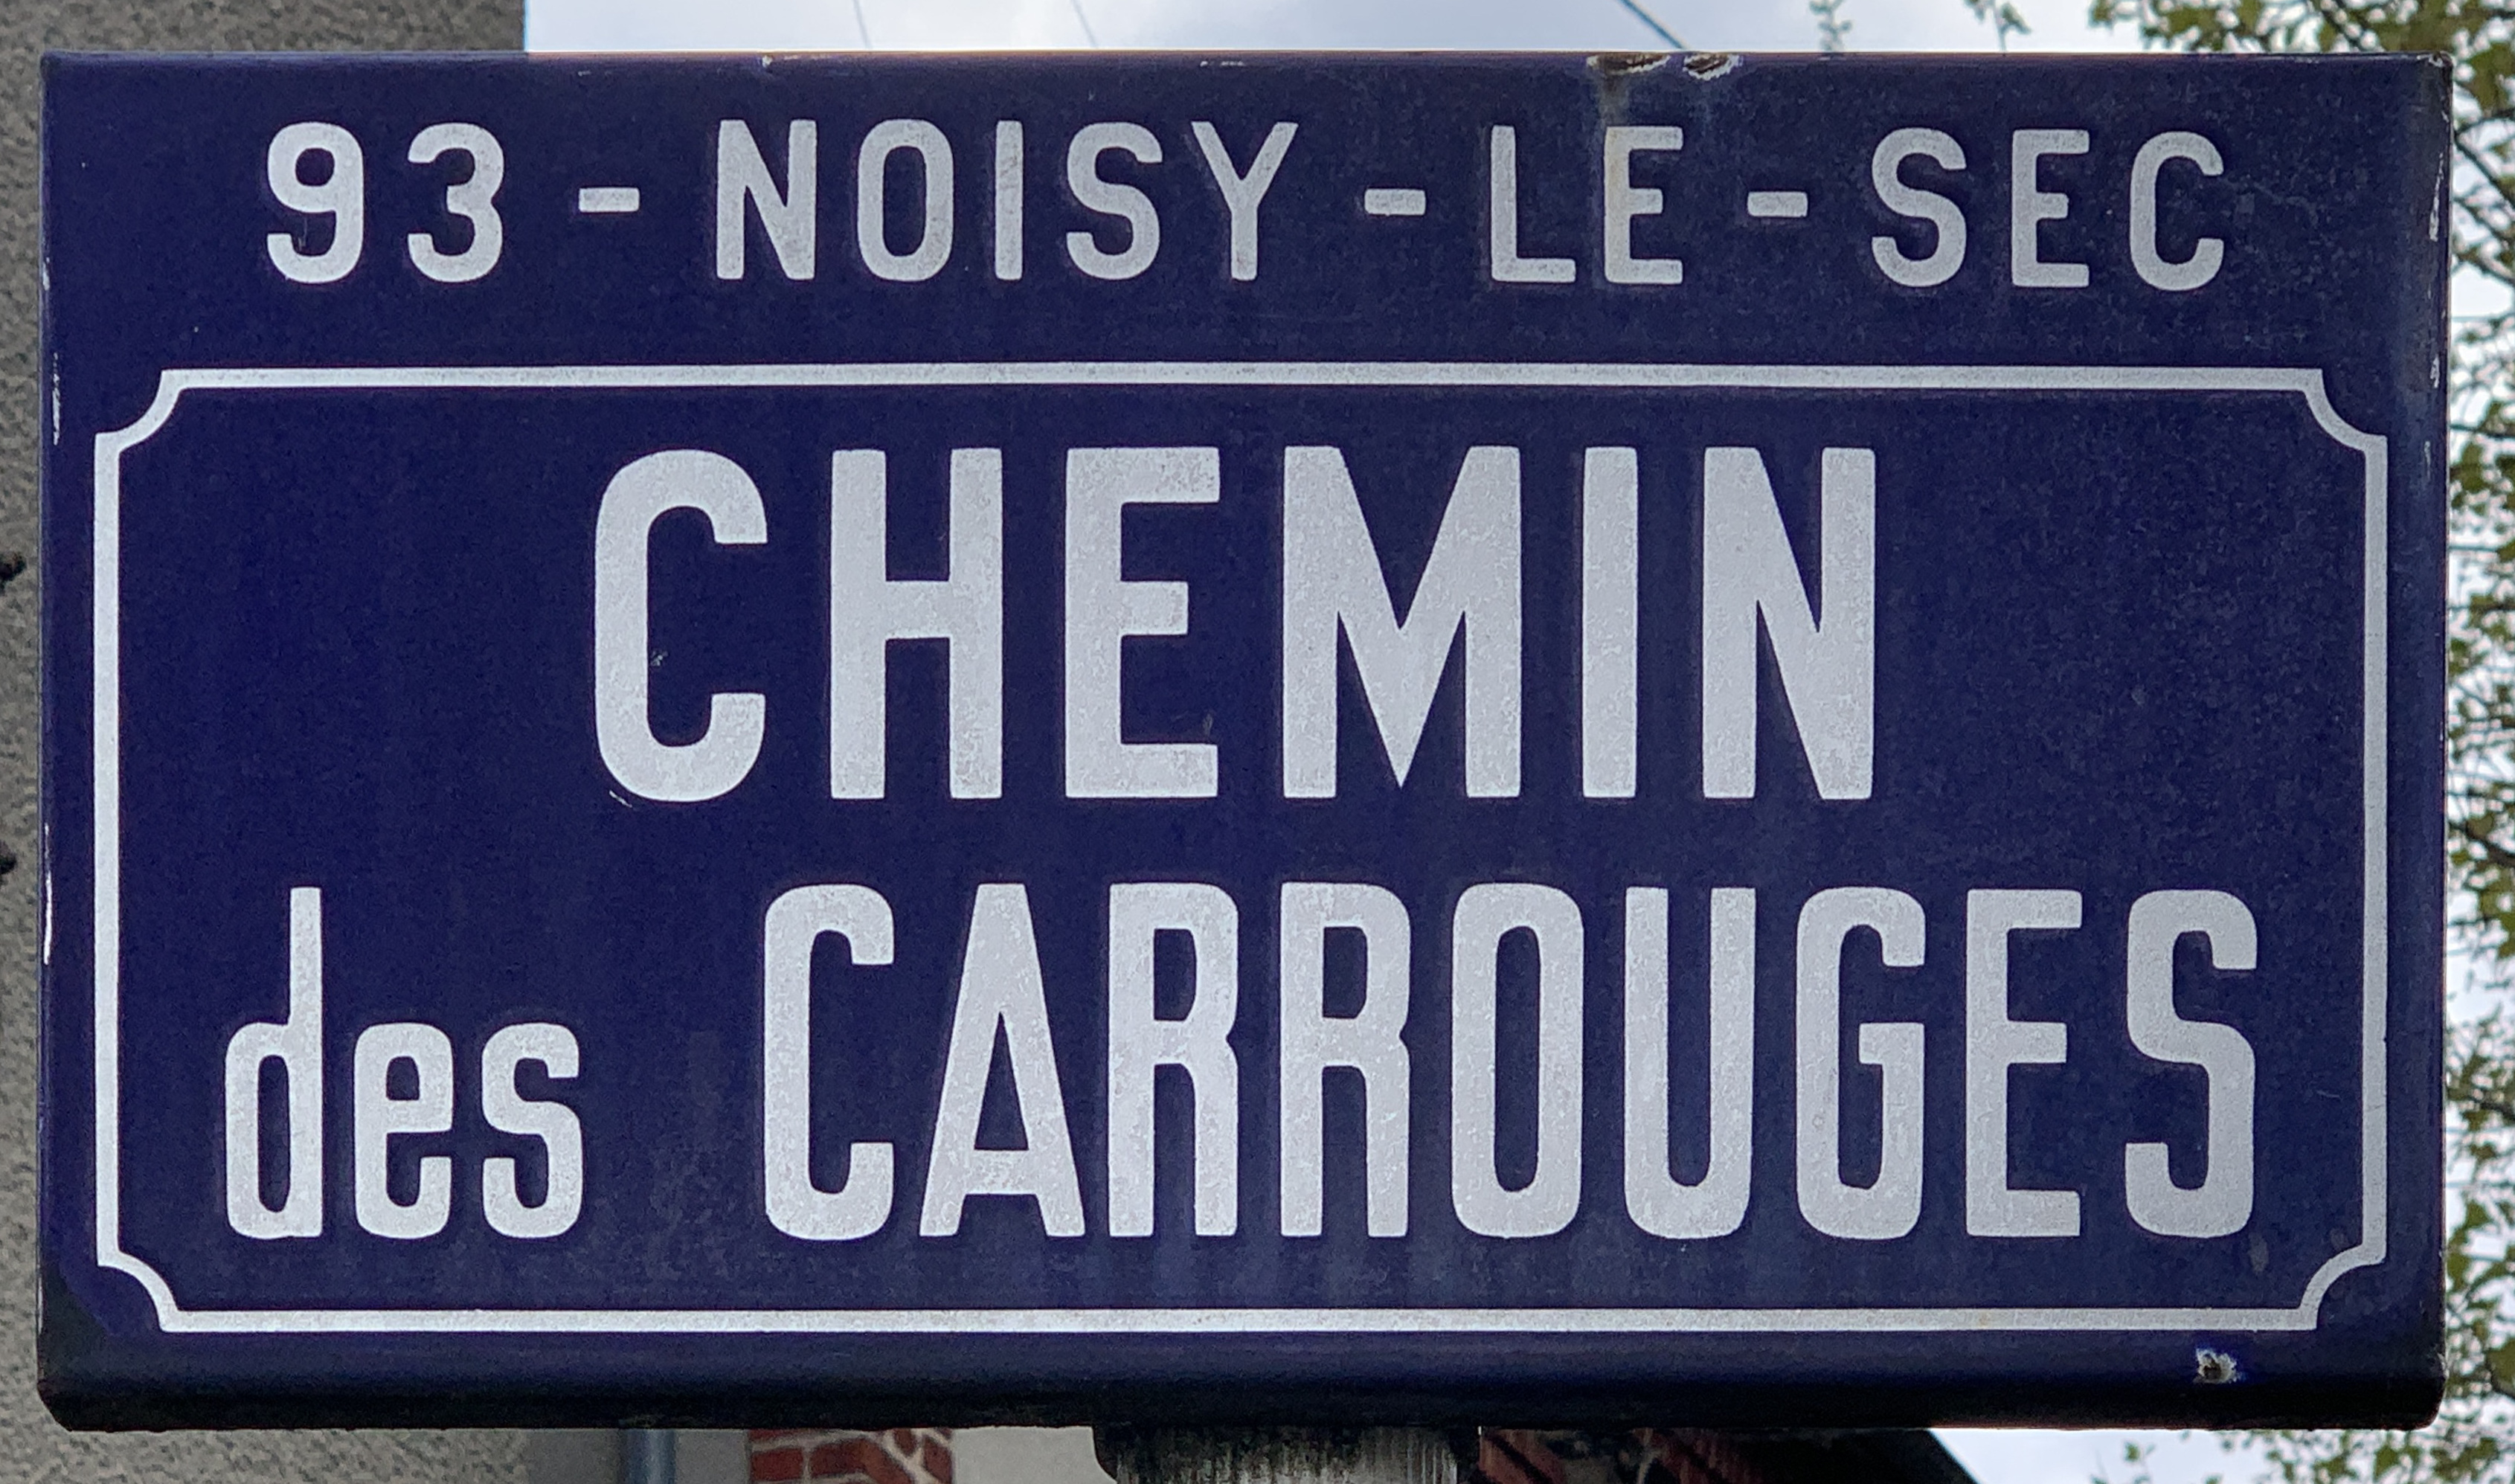 93 - NOISY - LE - SEC
CHEMIN
des CARROUGES